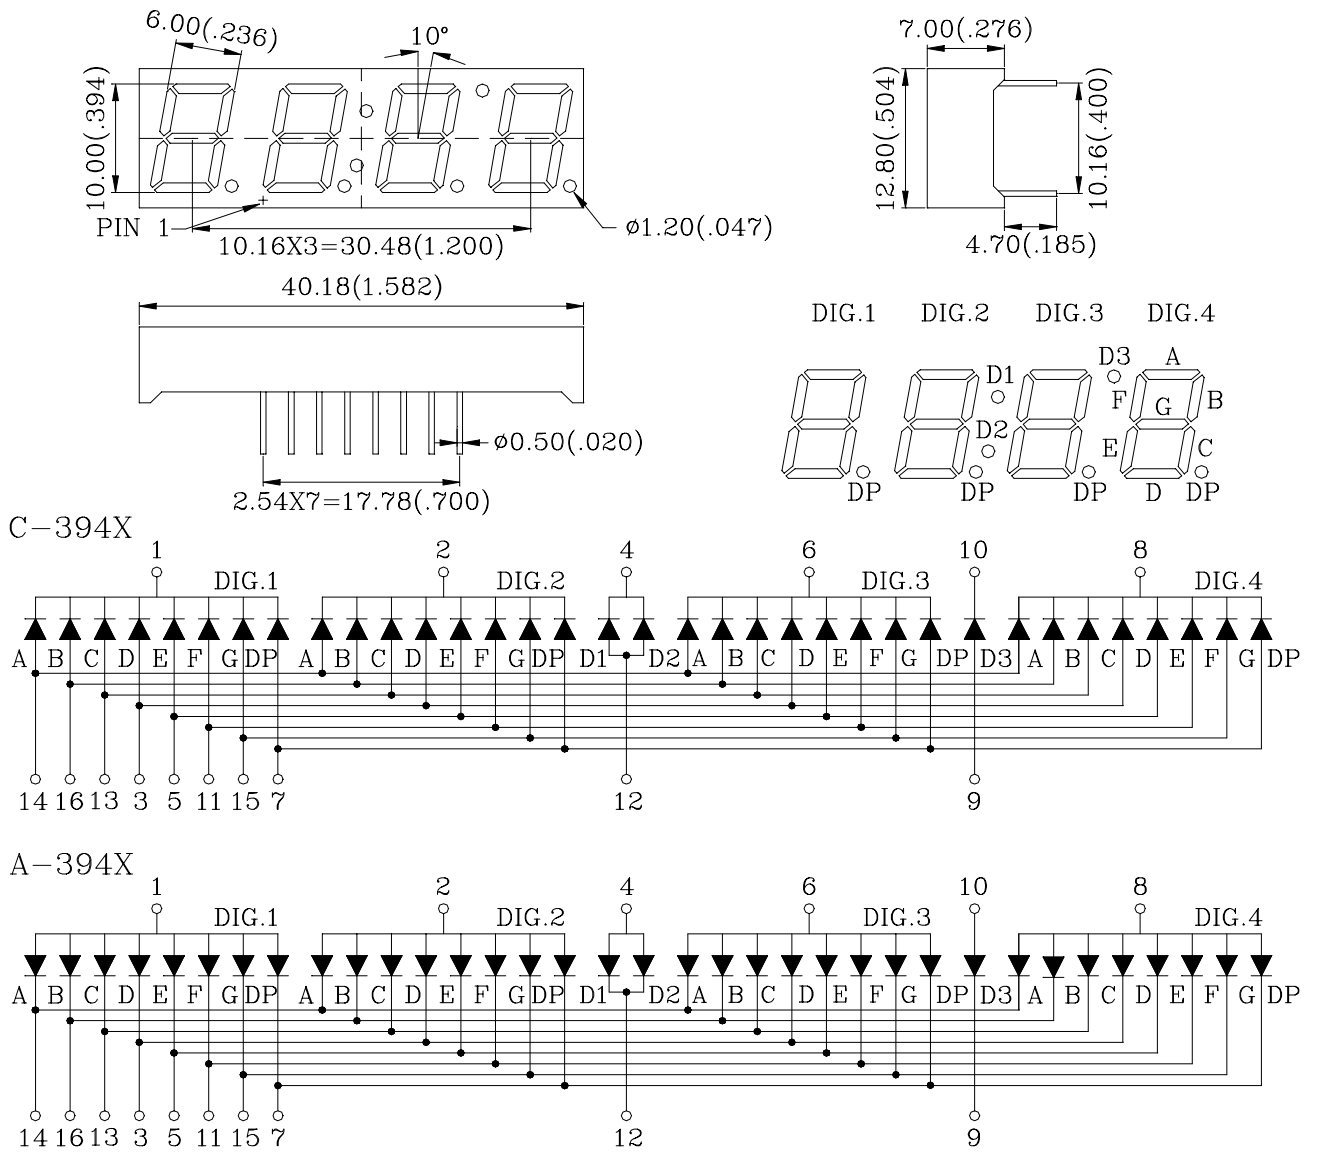 6.00(.236)
10°
10.00(.394)
PIN 1
10.16X3=30.48(1.200)
ø1.20(.047)
7.00(.276)
12.80(.504)
10.16(.400)
4.70(.185)
40.18(1.582)
ø0.50(.020)
2.54X7=17.78(.700)
DIG.1 DIG.2 DIG.3 DIG.4
D3 A
D1 F B
G
D2 E C
DP DP DP D DP
C-394X
1 2 4 6 10 8
DIG.1 DIG.2 DIG.3 DIG.4
A B C D E F G DP A B C D E F G DP D1 D2 A B C D E F G DP D3 A B C D E F G DP
14 16 13 3 5 11 15 7 12 9
A-394X
1 2 4 6 10 8
DIG.1 DIG.2 DIG.3 DIG.4
A B C D E F G DP A B C D E F G DP D1 D2 A B C D E F G DP D3 A B C D E F G DP
14 16 13 3 5 11 15 7 12 9